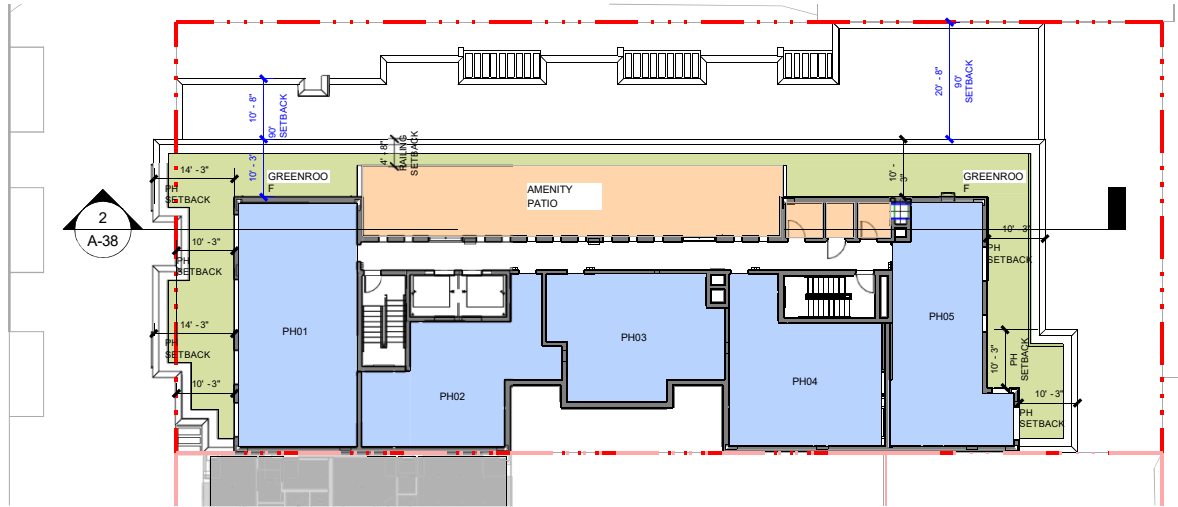 20' - 8"
90'
SETBACK
10' - 8"
90'
SETBACK
4' - 8"
RAILING
SETBACK
10' - 3"
10' - 3"
14' - 3"
PH
SETBACK
GREENROO
F
AMENITY
PATIO
GREENROO
F
2
A-38
10' - 3"
PH
SETBACK
10' - 3"
PH
SETBACK
14' - 3"
PH
SETBACK
PH01
PH02
PH03
PH04
PH05
10' - 3"
PH
SETBACK
10' - 3"
10' - 3"
PH
SETBACK